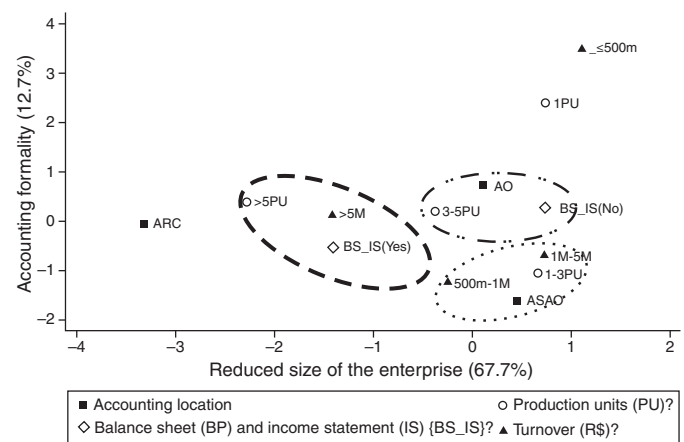 4
3
2
1
0
−1
−2
Accounting formality (12.7%)
_≤500m
1PU
AO
>5PU
>5M
3-5PU
BS_IS(No)
ARC
BS_IS(Yes)
1M-5M
1-3PU
500m-1M
ASAO
−4 −3 −2 −1 0 1 2
Reduced size of the enterprise (67.7%)
Accounting location
Production units (PU)?
Balance sheet (BP) and income statement (IS) {BS_IS}?
Turnover (R$)?